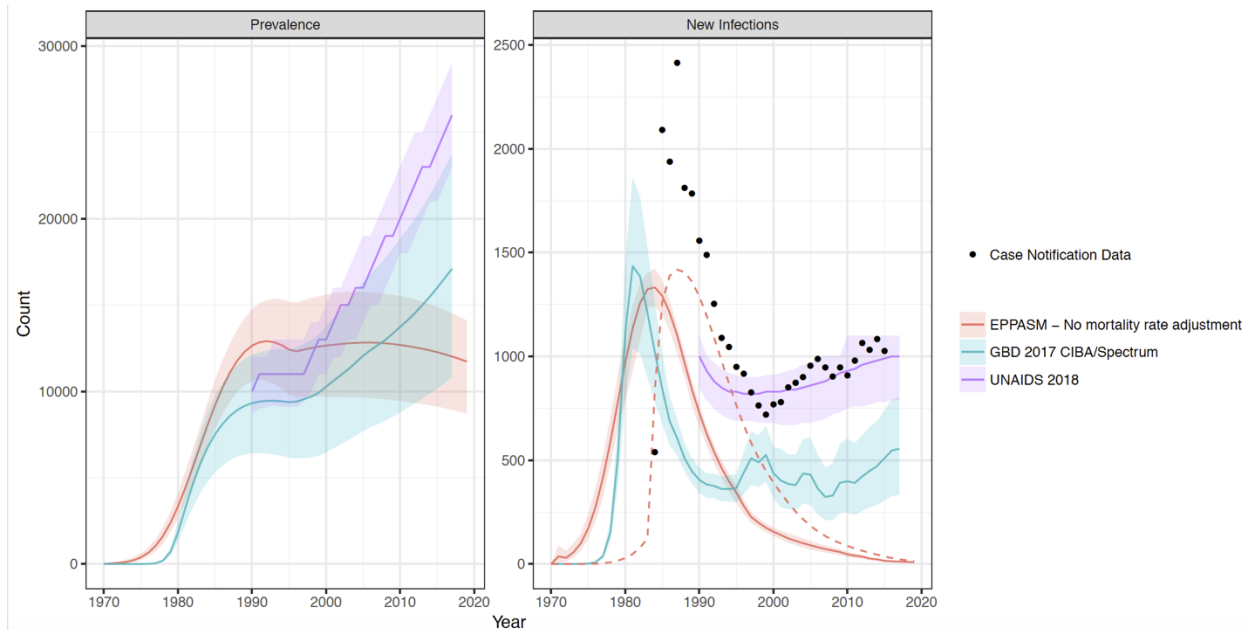 Prevalence
New Infections
Count
30000
20000
10000
0
1970 1980 1990 2000 2010 2020
2500
2000
1500
1000
500
0
1970 1980 1990 2000 2010 2020
Year
Case Notification Data
EPPASM − No mortality rate adjustment
GBD 2017 CIBA/Spectrum
UNAIDS 2018